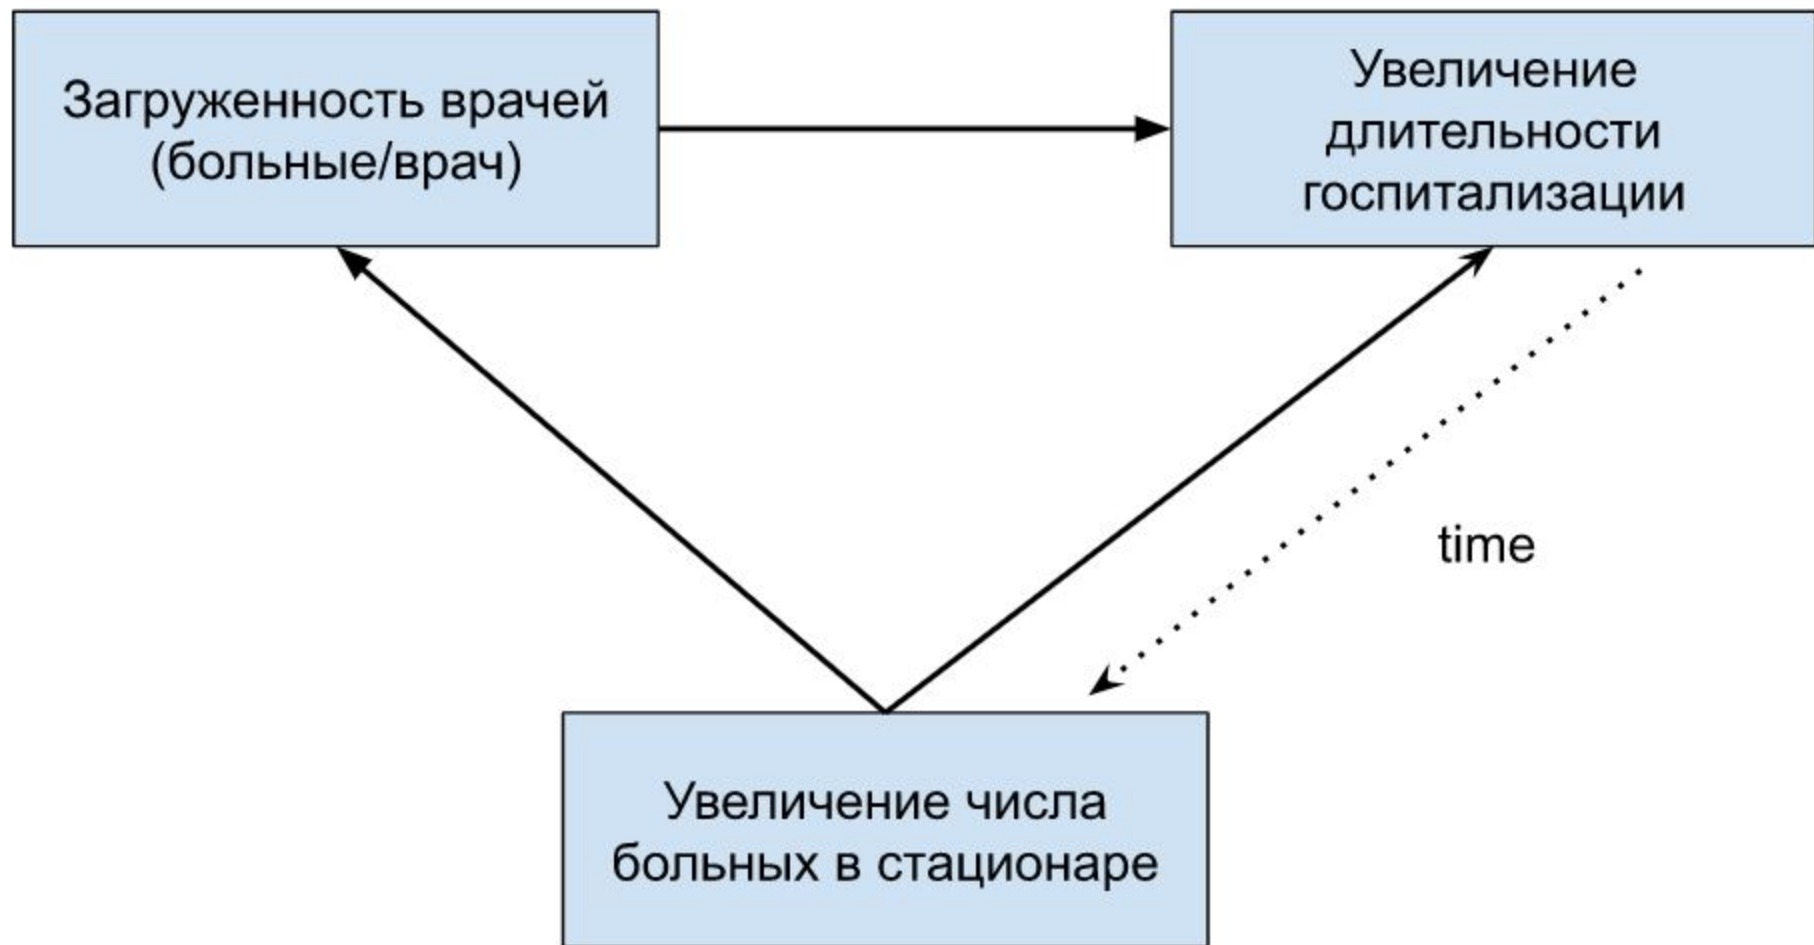 Загруженность врачей
(больные/врач)
Увеличение
длительности
госпитализации
time
Увеличение числа
больных в стационаре